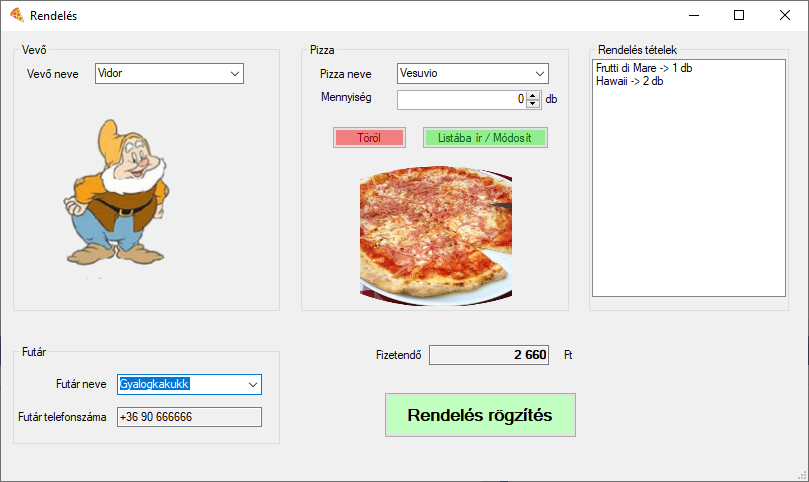 Rendelés
Vevő
Vevő neve
Vidor
Pizza
Pizza neve
Vesuvio
Mennyiség
0
db
Töröl
Listába ír / Módosít
Rendelés tételek
Frutti di Mare -> 1 db
Hawaii -> 2 db
Futár
Futár neve
Gyalogkakukk
Futár telefonszáma
+36 90 666666
Fizetendő
2 660
Ft
Rendelés rögzítés